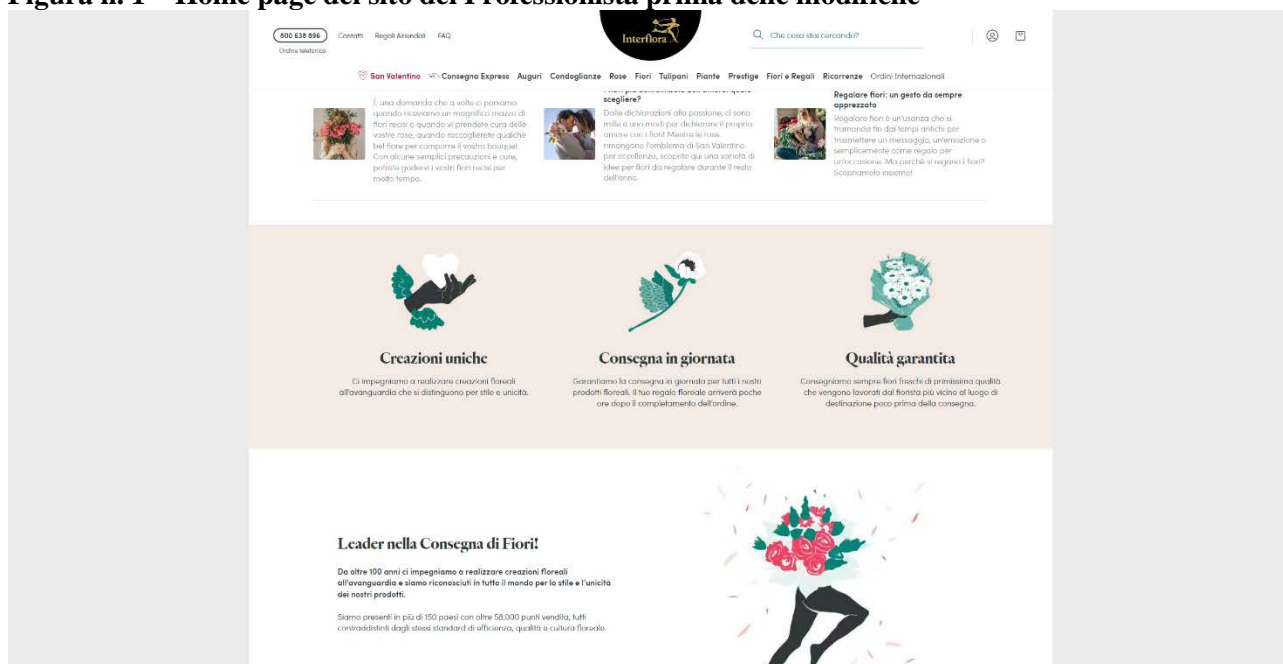 Figura n. 1 – Home page del sito del Professionista prima delle modifiche
800 638 896
Contatti Regali Aziendali FAQ
Ordine telefonico
Interflora
Che cosa stai cercando?
San Valentino Consegna Express Auguri Condoglianze Rose Fiori Tulipani Piante Prestige Fiori e Regali Ricorrenze Ordini Internazionali
È una domanda che a volte ci poniamo
quando riceviamo un magnifico mazzo di
fiori recisi o quando vi prendete cura delle
vostre rose, quando raccoglierete qualche
bel fiore per comporre il vostro bouquet.
Con alcune semplici precauzioni e cure,
potrete godervi i vostri fiori recisi per
molto tempo.
scegliere?
Dalle dichiarazioni alla passione, ci sono
mille e uno modi per dichiarare il proprio
amore con i fiori! Mentre le rose
rimangono l'emblema di San Valentino
per eccellenza, scoprite qui una varietà di
idee per fiori da regalare durante il resto
dell'anno.
Regalare fiori: un gesto da sempre
apprezzato
Regalare fiori è un'usanza che si
tramanda fin dai tempi antichi per
trasmettere un messaggio, un'emozione o
semplicemente come regalo per
un'occasione. Ma perché si regano i fiori?
Scopriamolo insieme!
Creazioni uniche
Ci impegniamo a realizzare creazioni floreali
all'avanguardia che si distinguono per stile e unicità.
Consegna in giornata
Garantiamo la consegna in giornata per tutti i nostri
prodotti floreali. Il tuo regalo floreale arriverà poche
ore dopo il completamento dell'ordine.
Qualità garantita
Consegniamo sempre fiori freschi di primissima qualità
che vengono lavorati dal fiorista più vicino al luogo di
destinazione poco prima della consegna.
Leader nella Consegna di Fiori!
Da oltre 100 anni ci impegniamo a realizzare creazioni floreali
all'avanguardia e siamo riconosciuti in tutto il mondo per lo stile e l'unicità
dei nostri prodotti.
Siamo presenti in più di 150 paesi con oltre 58.000 punti vendita, tutti
contraddistinti dagli stessi standard di efficienza, qualità e cultura floreale.